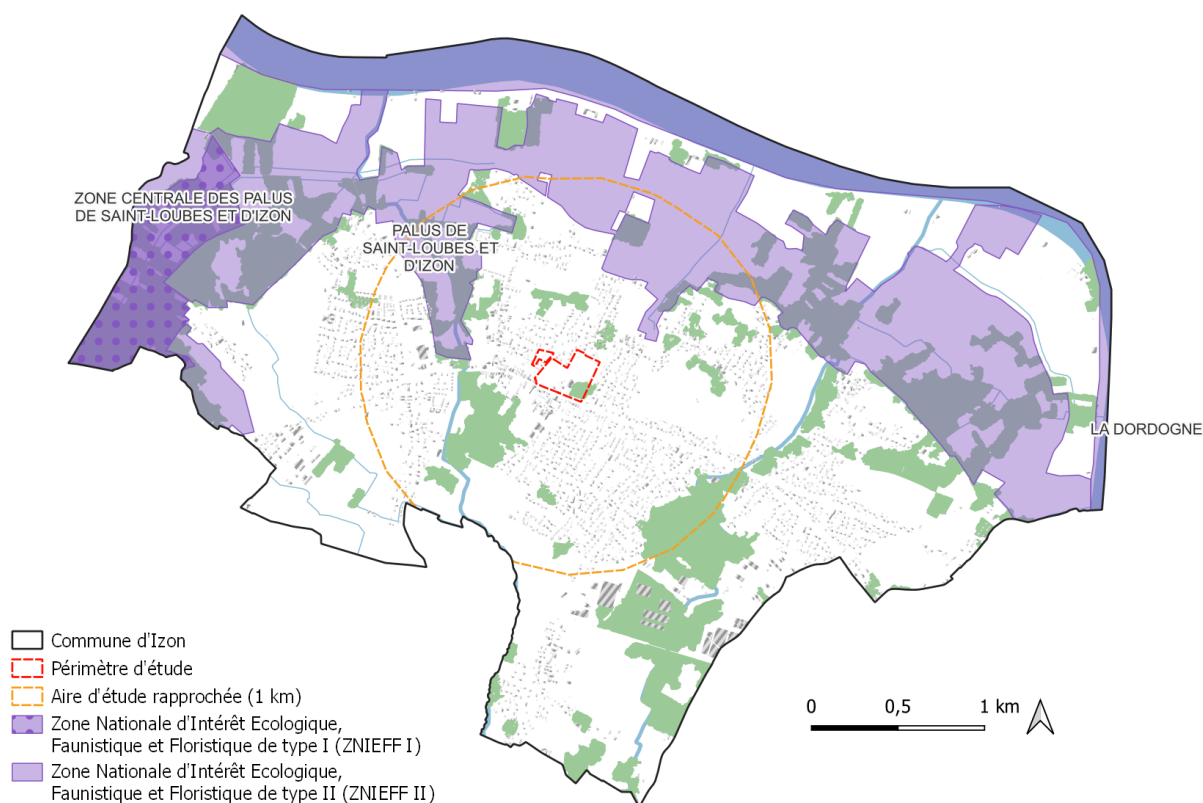 ZONE CENTRALE DES PALUS
DE SAINT-LOUBES ET D'IZON
PALUS DE
SAINT-LOUBES ET
D'IZON
LA DORDOGNE
Commune d'Izon
Périmètre d'étude
Aire d'étude rapprochée (1 km)
Zone Nationale d'Intérêt Ecologique,
Faunistique et Floristique de type I (ZNIEFF I)
Zone Nationale d'Intérêt Ecologique,
Faunistique et Floristique de type II (ZNIEFF II)
0 0,5 1 km